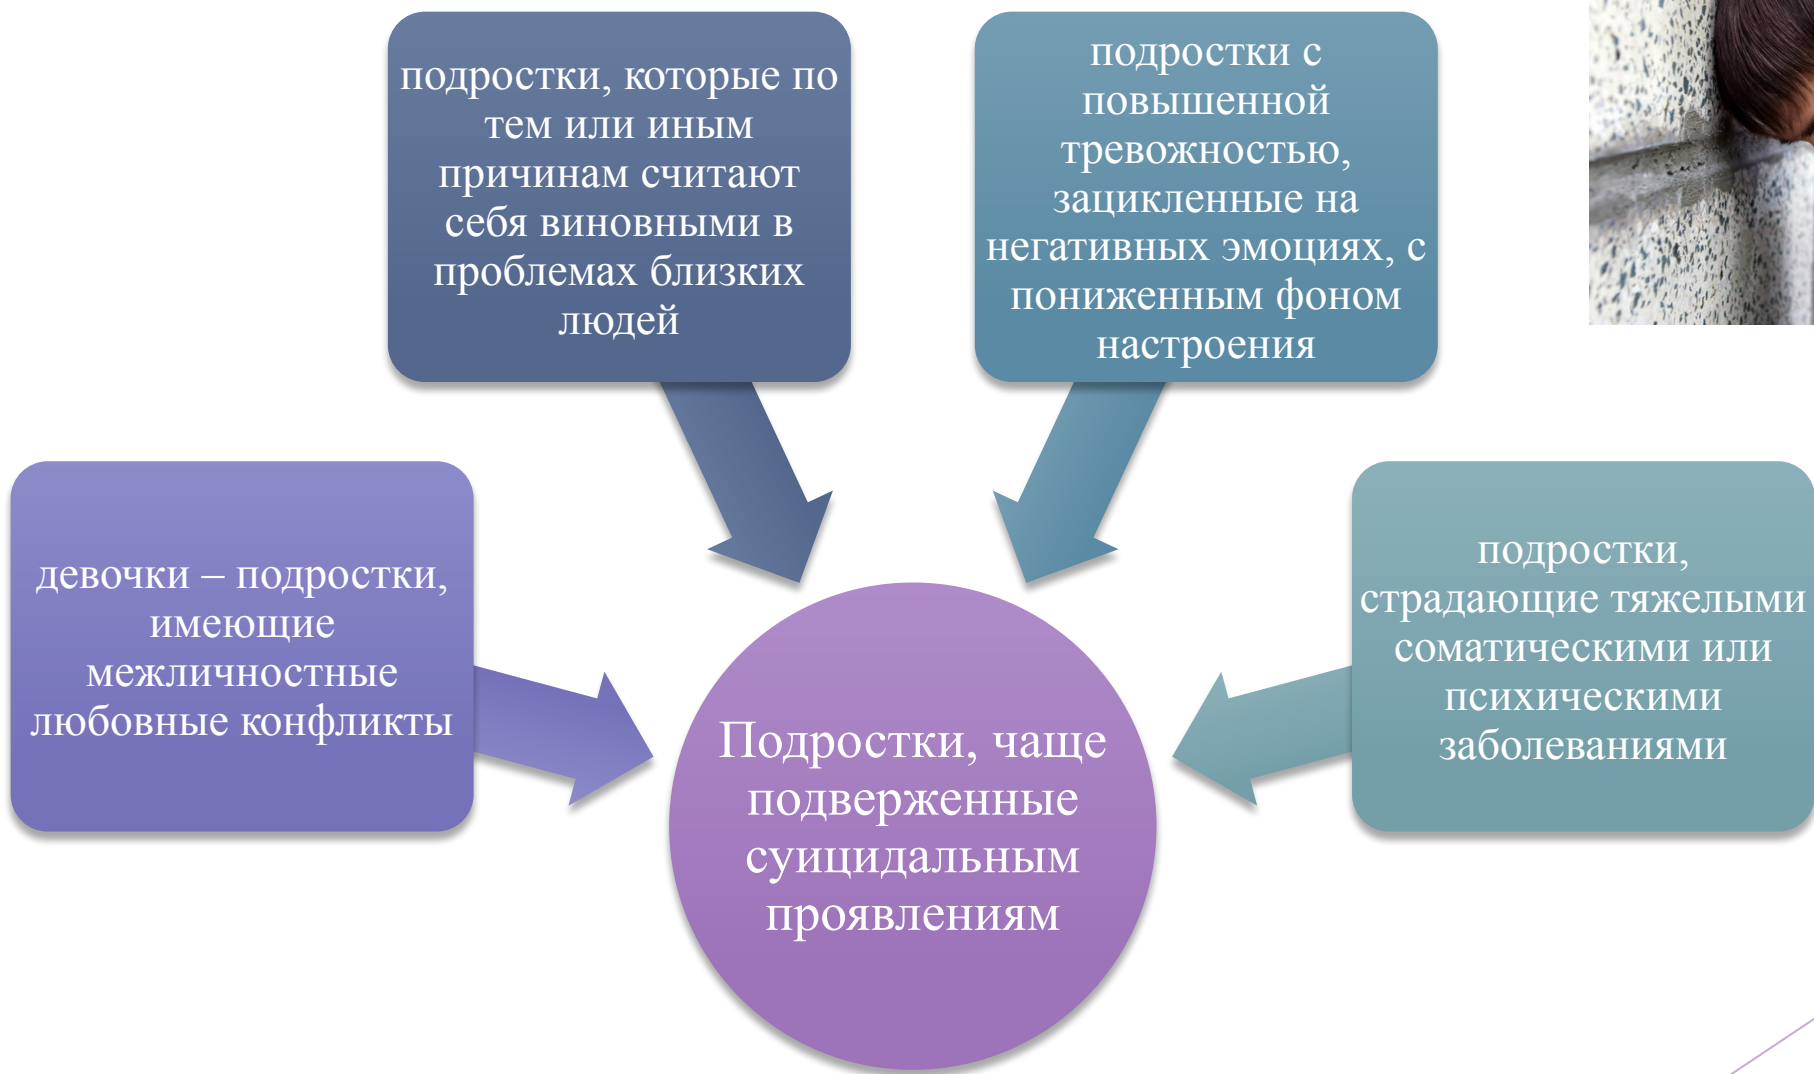 подростки, которые по
тем или иным
причинам считают
себя виновными в
проблемах близких
людей
подростки с
повышенной
тревожностью,
зацикленные на
негативных эмоциях, с
пониженным фоном
настроения
девочки – подростки,
имеющие
межличностные
любовные конфликты
подростки,
страдающие тяжелыми
соматическими или
психическими
заболеваниями
Подростки, чаще
подверженные
суицидальным
проявлениям